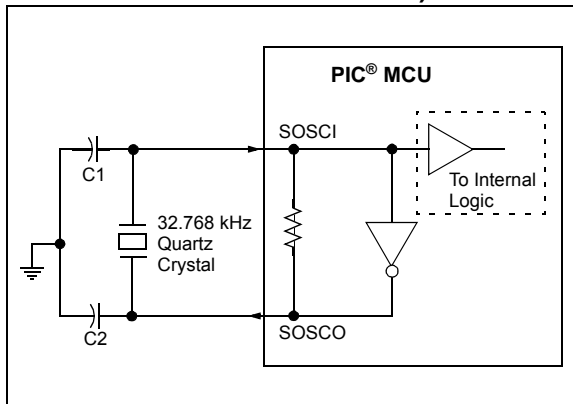 PIC® MCU
SOSCI
C1
To Internal
Logic
32.768 kHz
Quartz
Crystal
SOSCO
C2